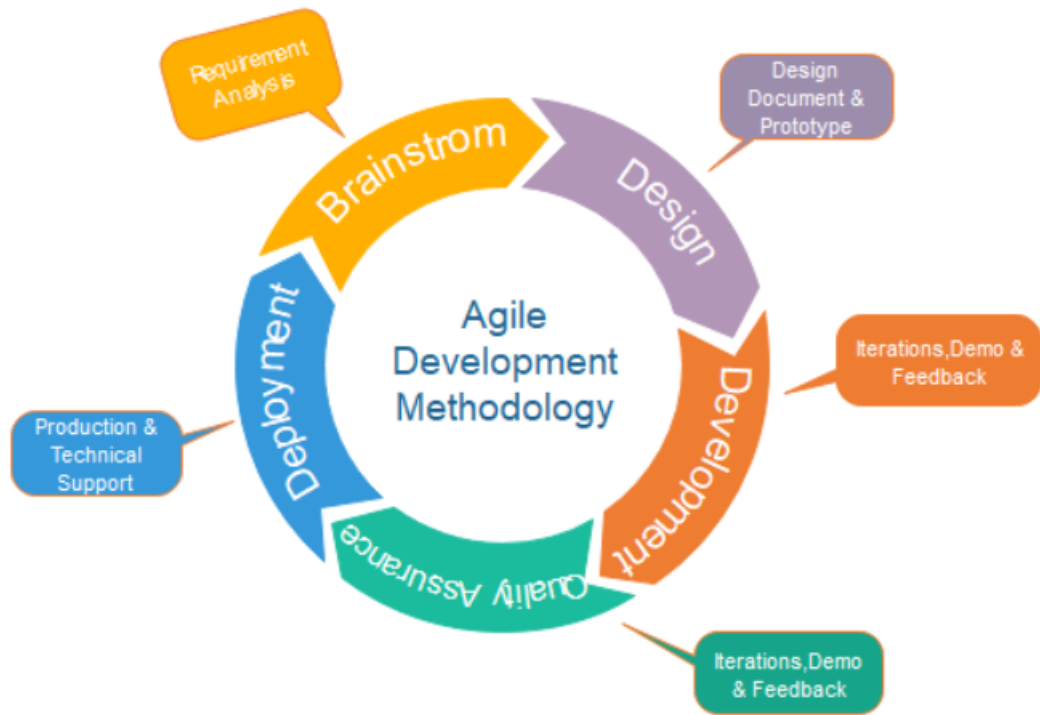 Requirement
Analysis
Brainstrom
Design
Document &
Prototype
Design
Agile
Development
Methodology
Iterations,Demo &
Feedback
Development
Deployment
Production &
Technical
Support
Quality Assurance
Iterations,Demo
& Feedback